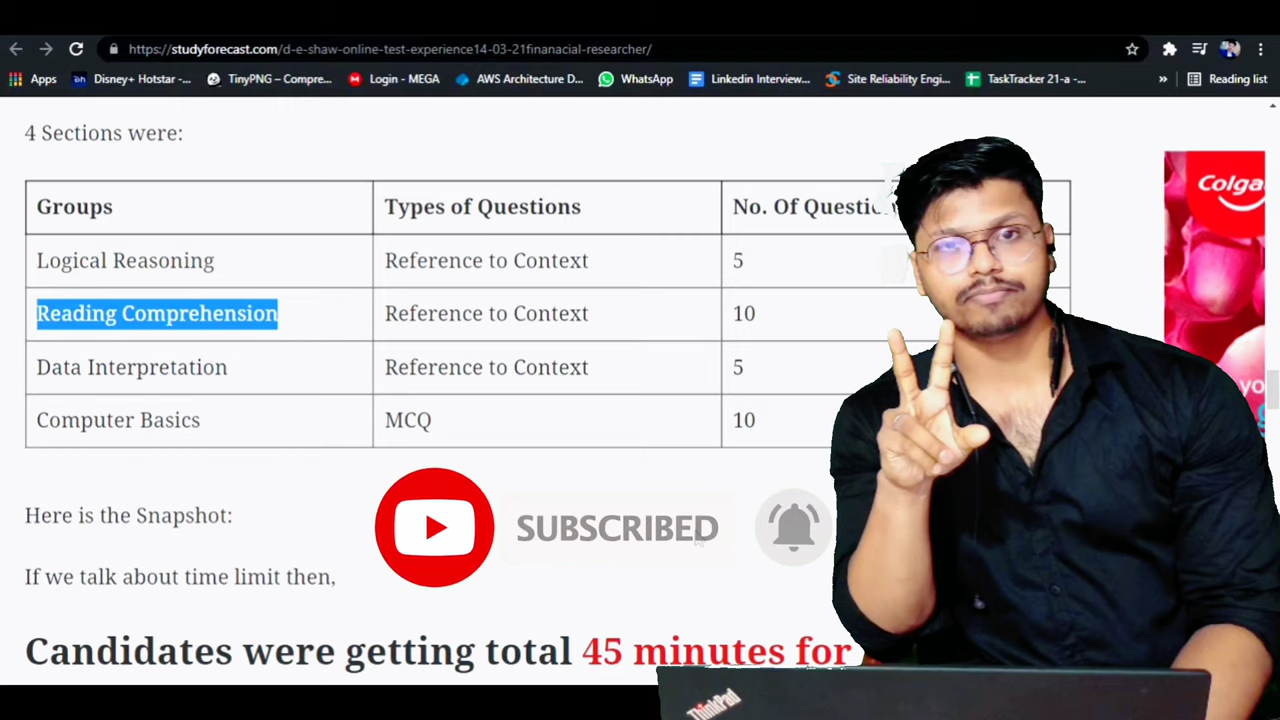 https://studyforecast.com/d-e-shaw-online-test-experience14-03-21finanacial-researcher/
Apps Disney+ Hotstar -... TinyPNG – Compre... Login - MEGA AWS Architecture D... WhatsApp Linkedin Interview... Site Reliability Engi... TaskTracker 21-a -... » Reading list
4 Sections were:
Groups Types of Questions No. Of
Logical Reasoning Reference to Context 5
Reading Comprehension Reference to Context 10
Data Interpretation Reference to Context 5
Computer Basics MCQ 10
Colga
yo
Here is the Snapshot:
SUBSCRIBED
If we talk about time limit then,
Candidates were getting total 45 minutes for
ThinkPad